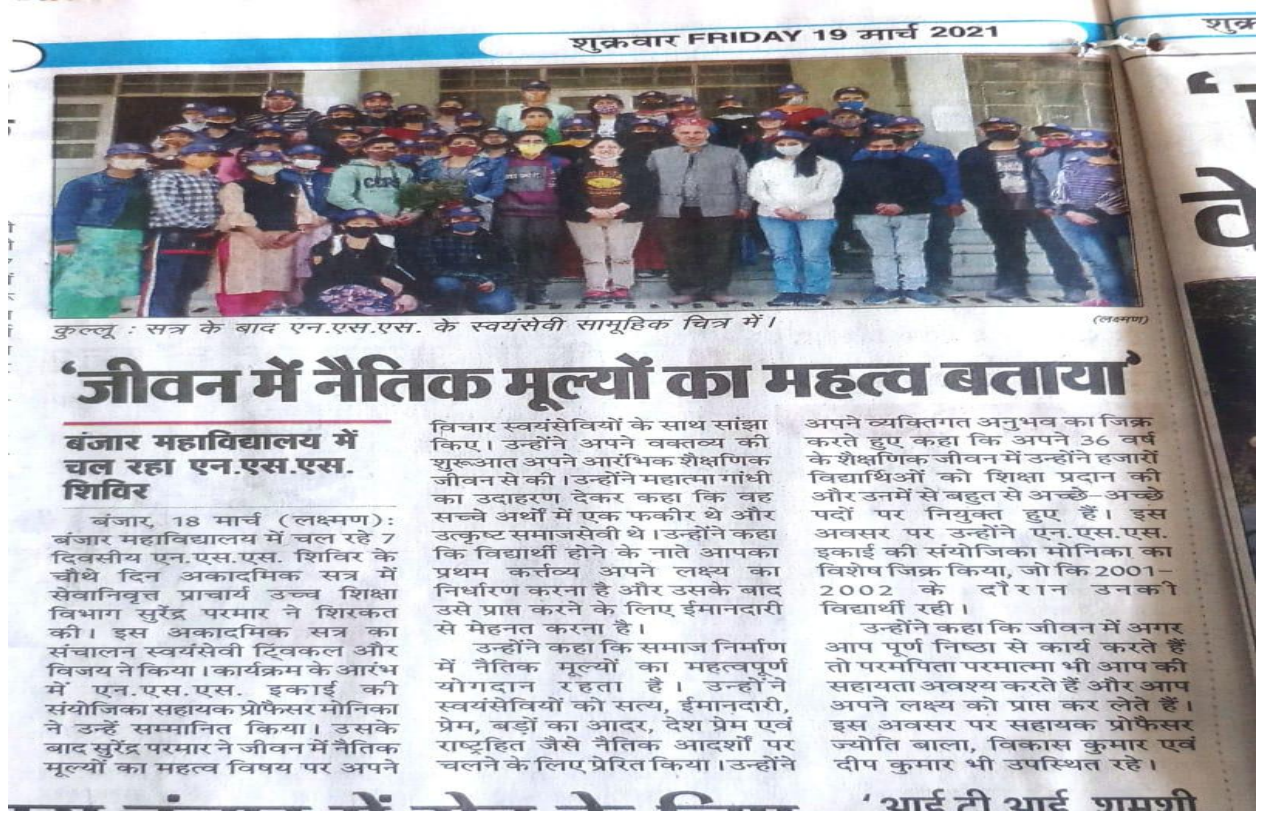 शुक्रवार FRIDAY 19 मार्च 2021
कुल्लू : सत्र के बाद एन.एस.एस. के स्वयंसेवी सामूहिक चित्र में।
(लक्ष्मण)
‘जीवन में नैतिक मूल्यों का महत्व बताया’
बंजार महाविद्यालय में
चल रहा एन.एस.एस.
शिविर
बंजार, 18 मार्च (लक्ष्मण):
बंजार महाविद्यालय में चल रहे 7
दिवसीय एन.एस.एस. शिविर के
चौथे दिन अकादमिक सत्र में
सेवानिवृत्त प्राचार्य उच्च शिक्षा
विभाग सुरेंद्र परमार ने शिरकत
की। इस अकादमिक सत्र का
संचालन स्वयंसेवी ट्विंकल और
विजय ने किया। कार्यक्रम के आरंभ
में एन.एस.एस. इकाई की
संयोजिका सहायक प्रोफैसर मोनिका
ने उन्हें सम्मानित किया। उसके
बाद सुरेंद्र परमार ने जीवन में नैतिक
मूल्यों का महत्व विषय पर अपने
विचार स्वयंसेवियों के साथ सांझा
किए। उन्होंने अपने वक्तव्य की
शुरूआत अपने आरंभिक शैक्षणिक
जीवन से की। उन्होंने महात्मा गांधी
का उदाहरण देकर कहा कि वह
सच्चे अर्थों में एक फकीर थे और
उत्कृष्ट समाजसेवी थे। उन्होंने कहा
कि विद्यार्थी होने के नाते आपका
प्रथम कर्त्तव्य अपने लक्ष्य का
निर्धारण करना है और उसके बाद
उसे प्राप्त करने के लिए ईमानदारी
से मेहनत करना है।
उन्होंने कहा कि समाज निर्माण
में नैतिक मूल्यों का महत्वपूर्ण
योगदान रहता है। उन्होंने
स्वयंसेवियों को सत्य, ईमानदारी,
प्रेम, बड़ों का आदर, देश प्रेम एवं
राष्ट्रहित जैसे नैतिक आदर्शों पर
चलने के लिए प्रेरित किया। उन्होंने
अपने व्यक्तिगत अनुभव का जिक्र
करते हुए कहा कि अपने 36 वर्ष
के शैक्षणिक जीवन में उन्होंने हजारों
विद्यार्थिओं को शिक्षा प्रदान की
और उनमें से बहुत से अच्छे-अच्छे
पदों पर नियुक्त हुए हैं। इस
अवसर पर उन्होंने एन.एस.एस.
इकाई की संयोजिका मोनिका का
विशेष जिक्र किया, जो कि 2001-
2002 के दौरान उनकी
विद्यार्थी रही।
उन्होंने कहा कि जीवन में अगर
आप पूर्ण निष्ठा से कार्य करते हैं
तो परमपिता परमात्मा भी आप की
सहायता अवश्य करते हैं और आप
अपने लक्ष्य को प्राप्त कर लेते हैं।
इस अवसर पर सहायक प्रोफैसर
ज्योति बाला, विकास कुमार एवं
दीप कुमार भी उपस्थित रहे।
‘आई टी आई शमशी